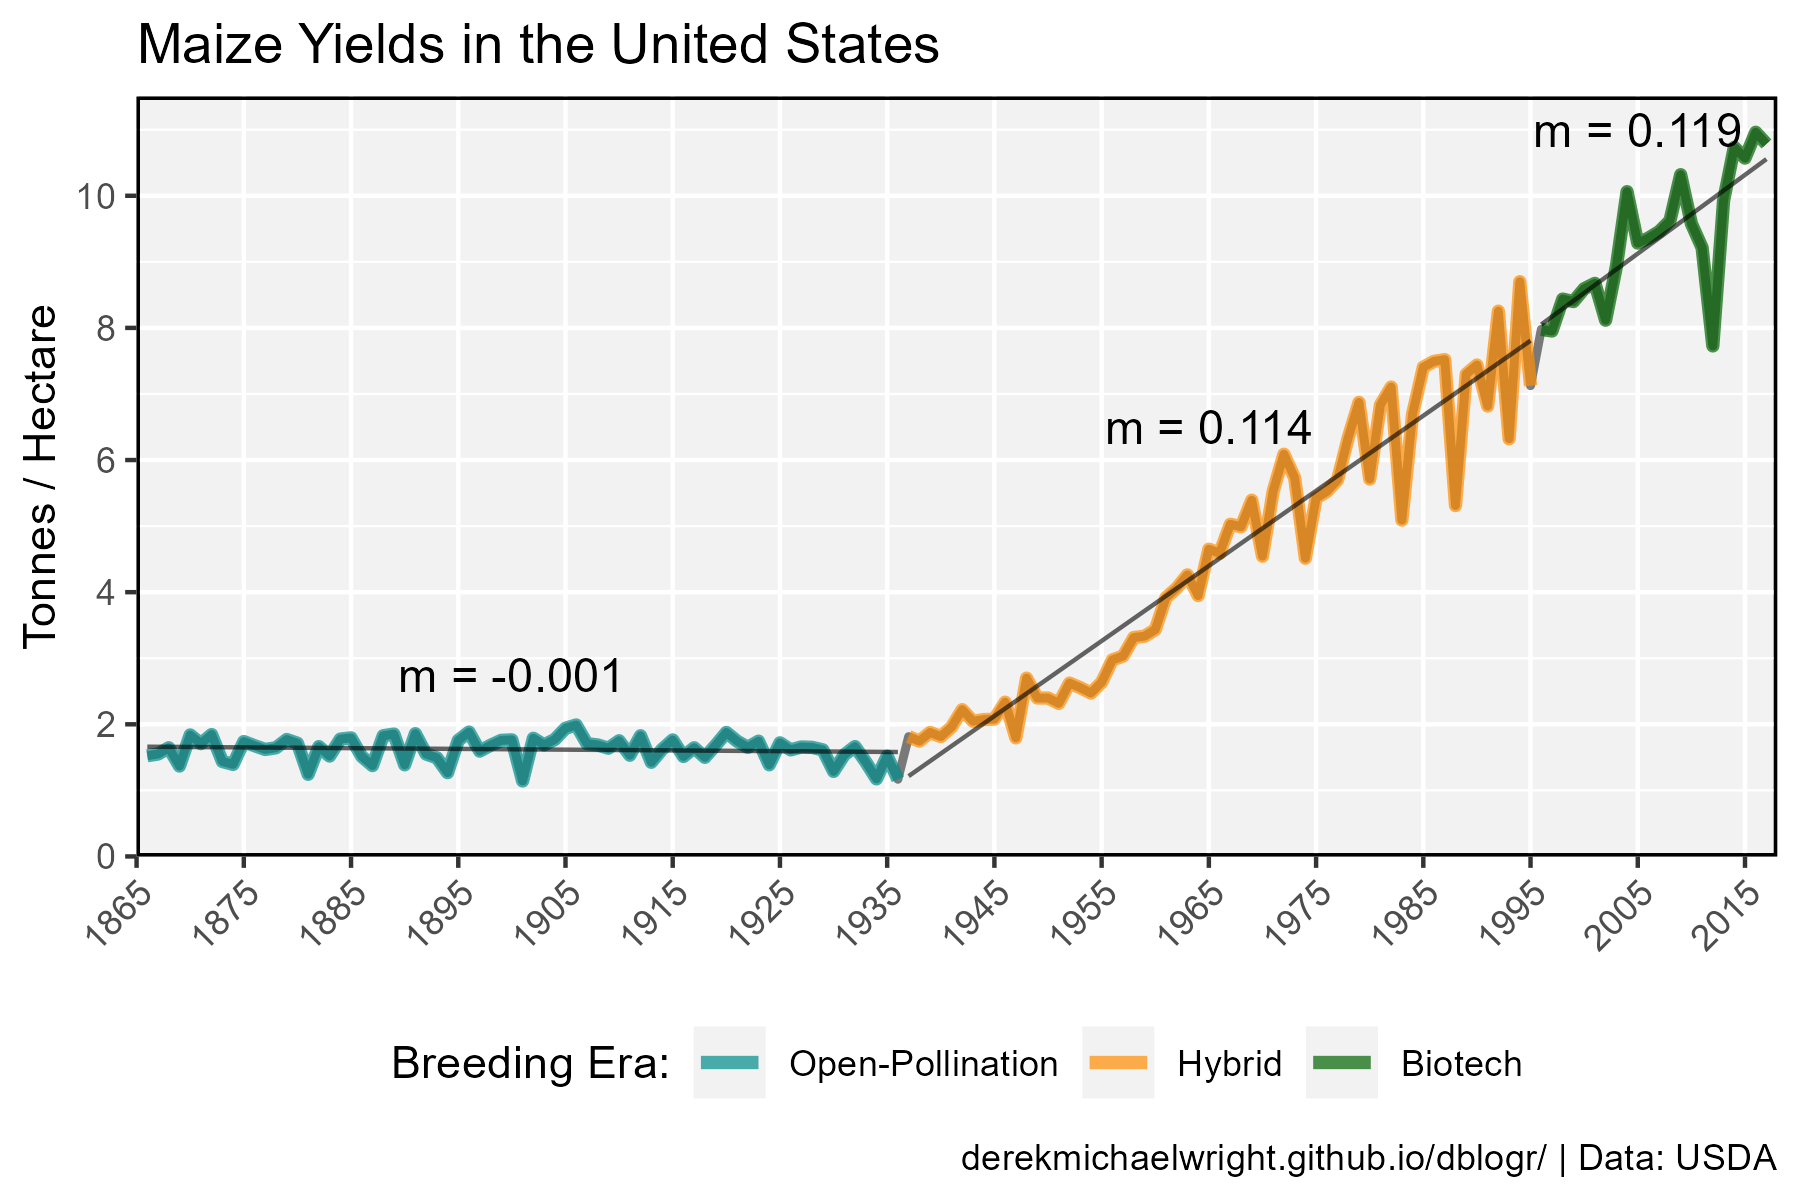 Maize Yields in the United States
m = 0.119
m = 0.114
m = -0.001
Tonnes / Hectare
10
8
6
4
2
0
1865 1875 1885 1895 1905 1915 1925 1935 1945 1955 1965 1975 1985 1995 2005 2015
Breeding Era: Open-Pollination Hybrid Biotech
derekmichaelwright.github.io/dblogr/ | Data: USDA